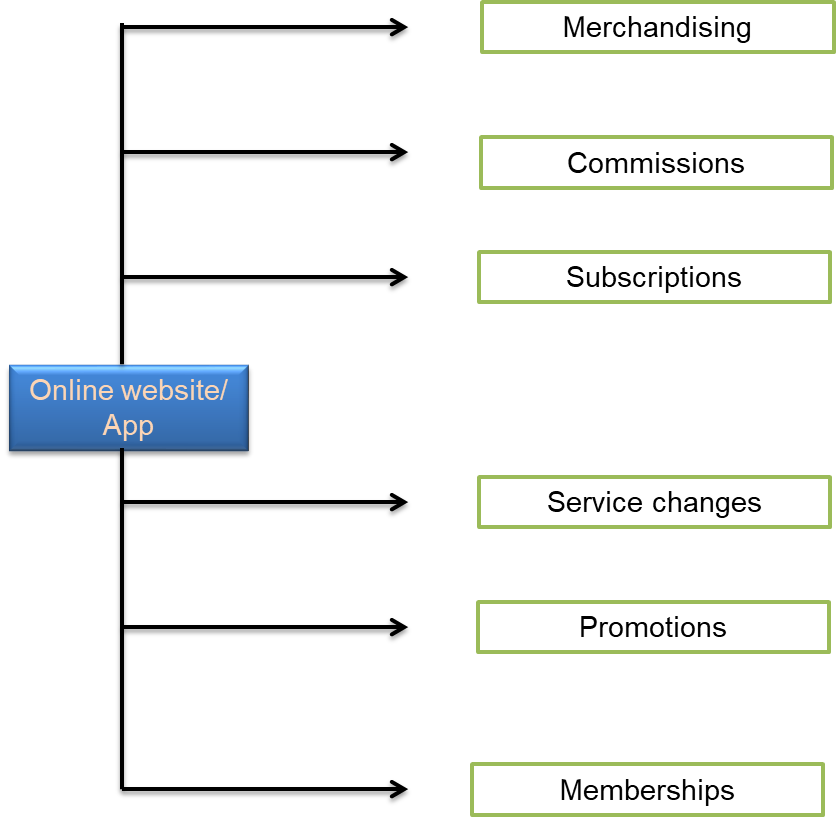 Merchandising
Commissions
Subscriptions
Online website/
App
Service changes
Promotions
Memberships